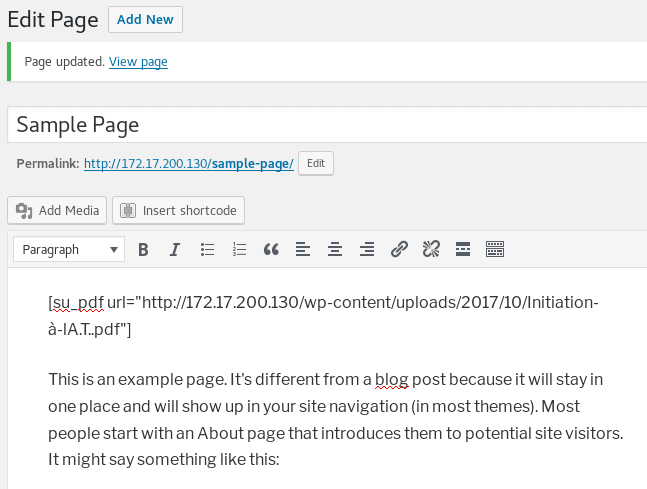 Edit Page Add New
Page updated. View page
Sample Page
Permalink: http://172.17.200.130/sample-page/ Edit
Add Media Insert shortcode
Paragraph B I
[su_pdf url="http://172.17.200.130/wp-content/uploads/2017/10/Initiation-
à-lA.T..pdf"]
This is an example page. It's different from a blog post because it will stay in
one place and will show up in your site navigation (in most themes). Most
people start with an About page that introduces them to potential site visitors.
It might say something like this: